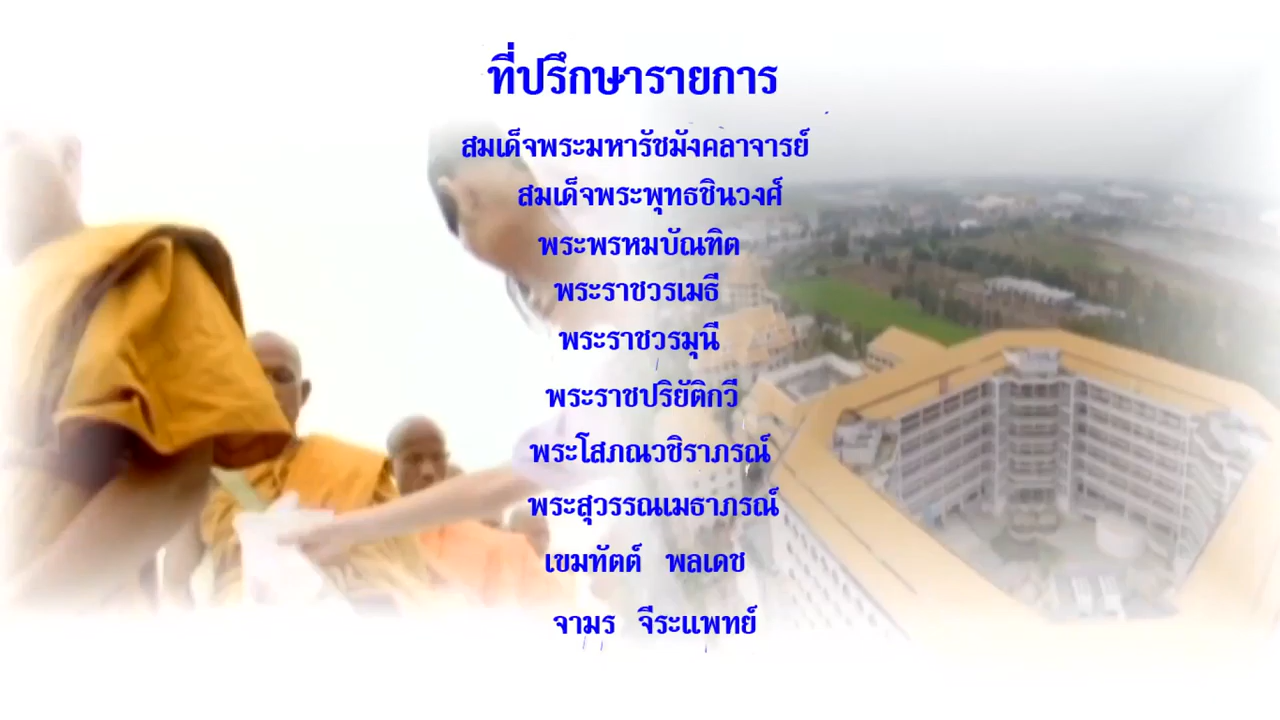 ที่ปรึกษารายการ
สมเด็จพระมหารัชมังคลาจารย์
สมเด็จพระพุทธชินวงศ์
พระพรหมบัณฑิต
พระราชวรเมธี
พระราชวรมุนี
พระราชปริยัติกวี
พระโสภณวชิราภรณ์
พระสุวรรณเมธาภรณ์
เขมทัตต์ พลเดช
จามร จีระแพทย์